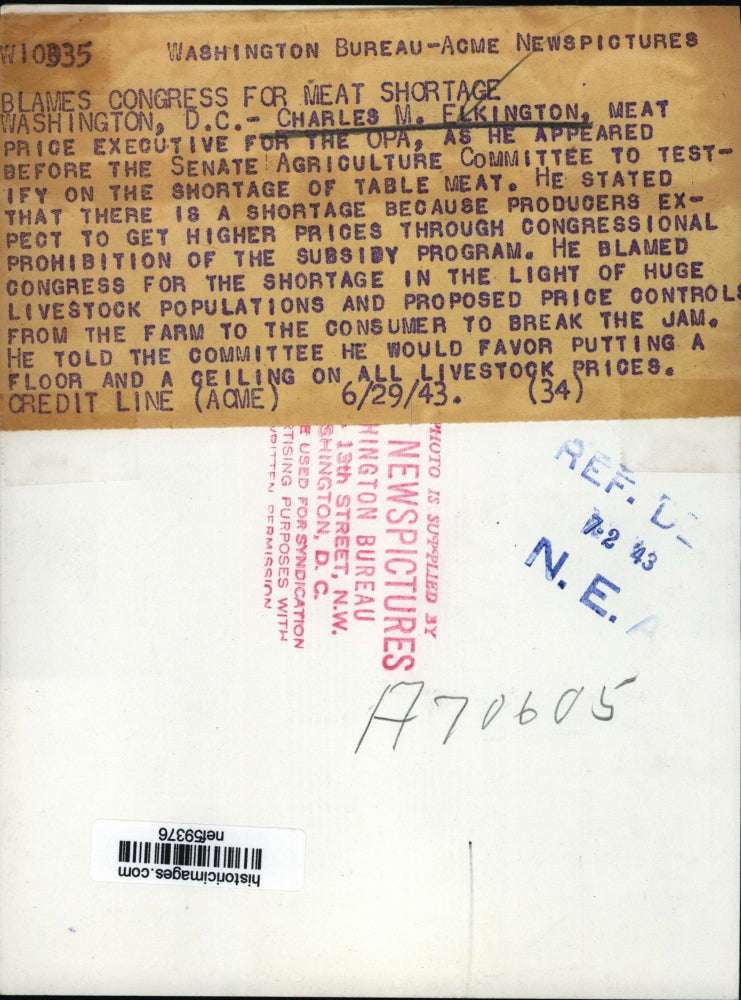 W10935 WASHINGTON BUREAU-ACME NEWSPICTURES
BLAMES CONGRESS FOR MEAT SHORTAGE
WASHINGTON, D.C.- CHARLES M. ELKINGTON, MEAT
PRICE EXECUTIVE FOR THE OPA, AS HE APPEARED
BEFORE THE SENATE AGRICULTURE COMMITTEE TO TEST-
IFY ON THE SHORTAGE OF TABLE MEAT. HE STATED
THAT THERE IS A SHORTAGE BECAUSE PRODUCERS EX-
PECT TO GET HIGHER PRICES THROUGH CONGRESSIONAL
PROHIBITION OF THE SUBSIDY PROGRAM. HE BLAMED
CONGRESS FOR THE SHORTAGE IN THE LIGHT OF HUGE
LIVESTOCK POPULATIONS AND PROPOSED PRICE CONTROLS
FROM THE FARM TO THE CONSUMER TO BREAK THE JAM.
HE TOLD THE COMMITTEE HE WOULD FAVOR PUTTING A
FLOOR AND A CEILING ON ALL LIVESTOCK PRICES.
CREDIT LINE (ACME) 6/29/43. (34)
PHOTO IS SUPPLIED BY
NEWSPICTURES
HINGTON BUREAU
13th STREET, N.W.
SHINGTON, D. C.
E USED FOR SYNDICATION
RTISING PURPOSES WITH
WRITTEN PERMISSION
REF. D
7-2 '43
N. E. A
A70605
historicimages.com
nef59376